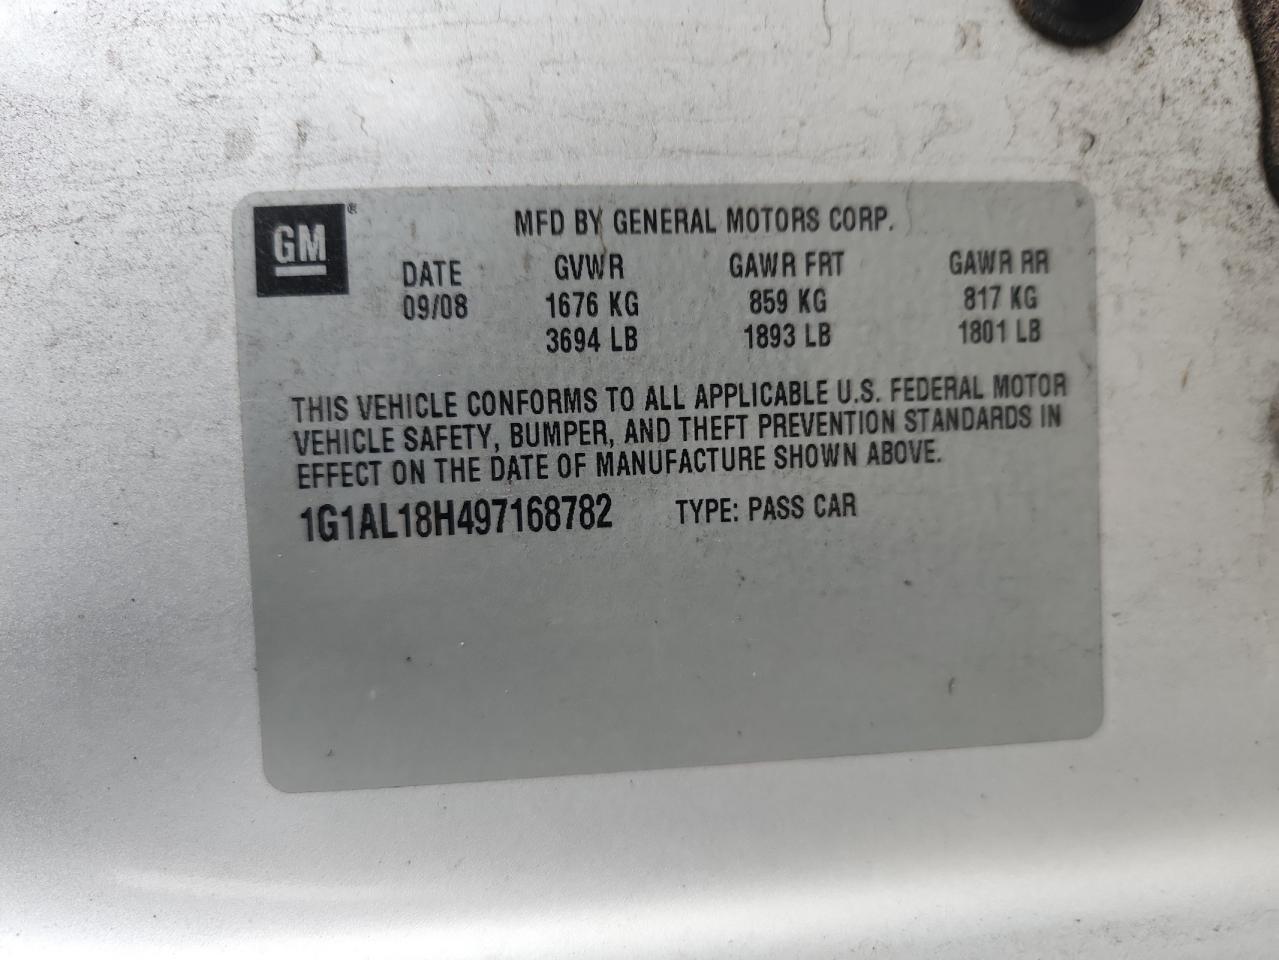 GM®
MFD BY GENERAL MOTORS CORP.
DATE GVWR GAWR FRT GAWR RR
09/08 1676 KG 859 KG 817 KG
3694 LB 1893 LB 1801 LB
THIS VEHICLE CONFORMS TO ALL APPLICABLE U.S. FEDERAL MOTOR
VEHICLE SAFETY, BUMPER, AND THEFT PREVENTION STANDARDS IN
EFFECT ON THE DATE OF MANUFACTURE SHOWN ABOVE.
1G1AL18H497168782 TYPE: PASS CAR